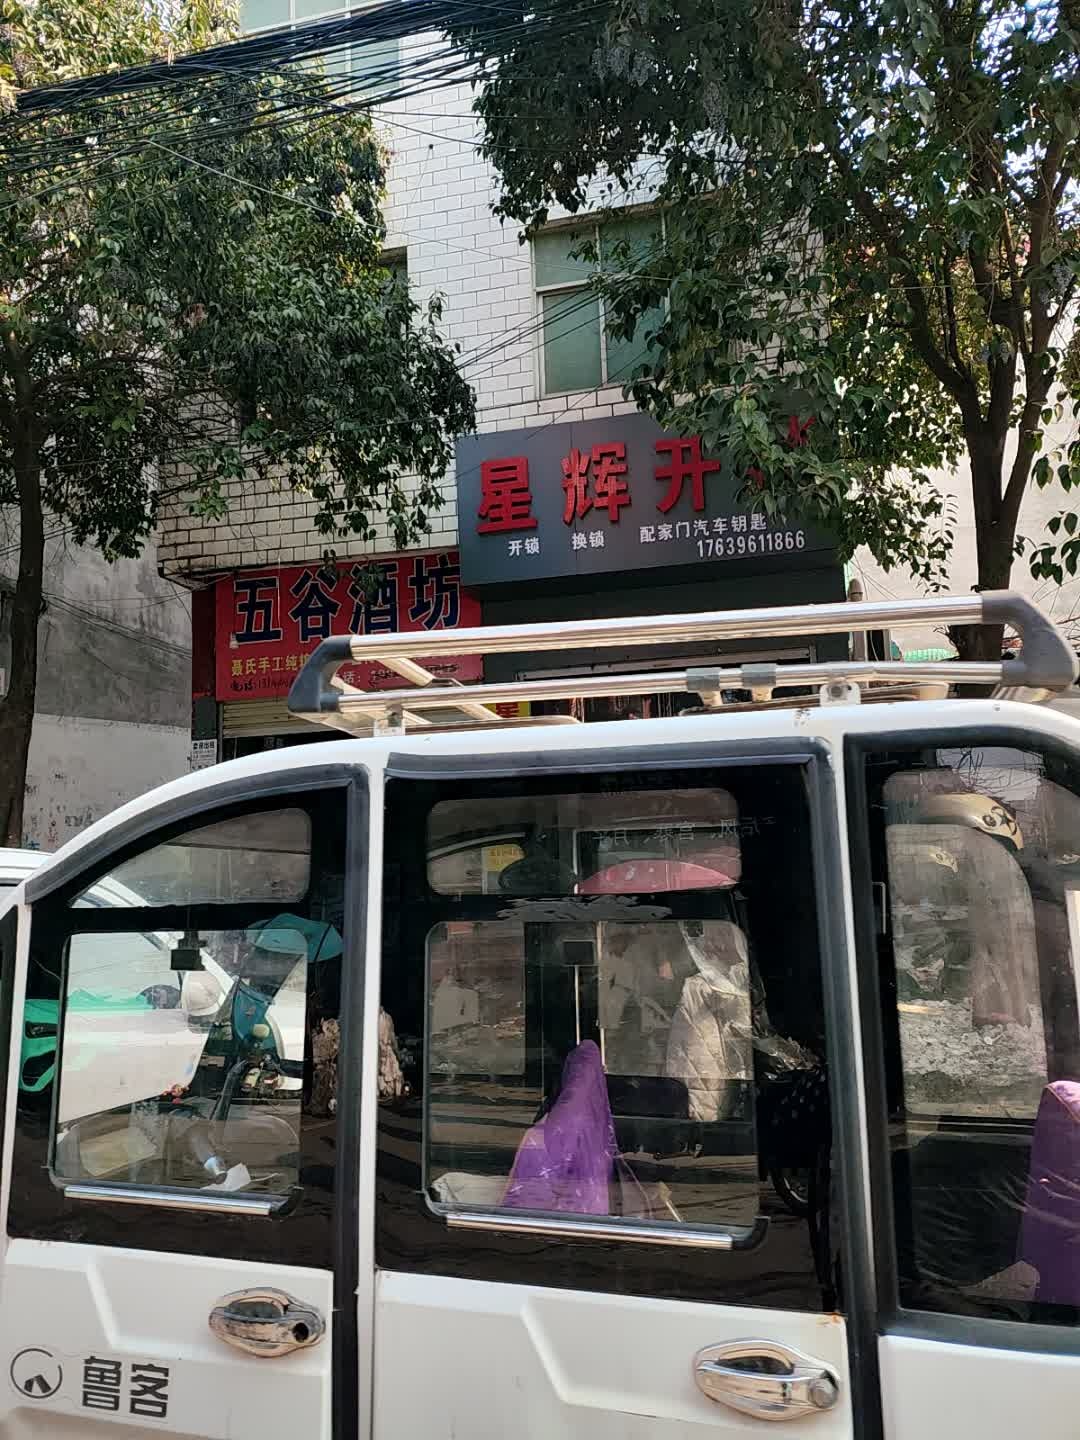 星辉开
开锁 换锁 配家门汽车钥匙
17639611866
五谷酒坊
聂氏手工纯
鲁客